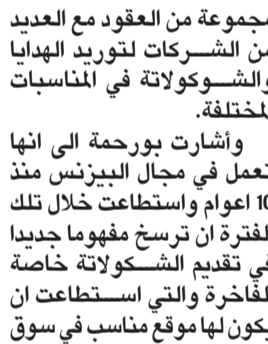 مجموعة من العقود مع العديد
من الشركات لتوريد الهدايا
والشوكولاتة في المناسبات
المختلفة.
وأشارت بورحمة الى انها
تعمل في مجال البيزنس منذ
10 اعوام واستطاعت خلال تلك
الفترة ان ترسخ مفهوما جديدا
في تقديم الشكولاتة خاصة
الفاخرة والتي استطاعت ان
يكون لها موقع مناسب في سوق